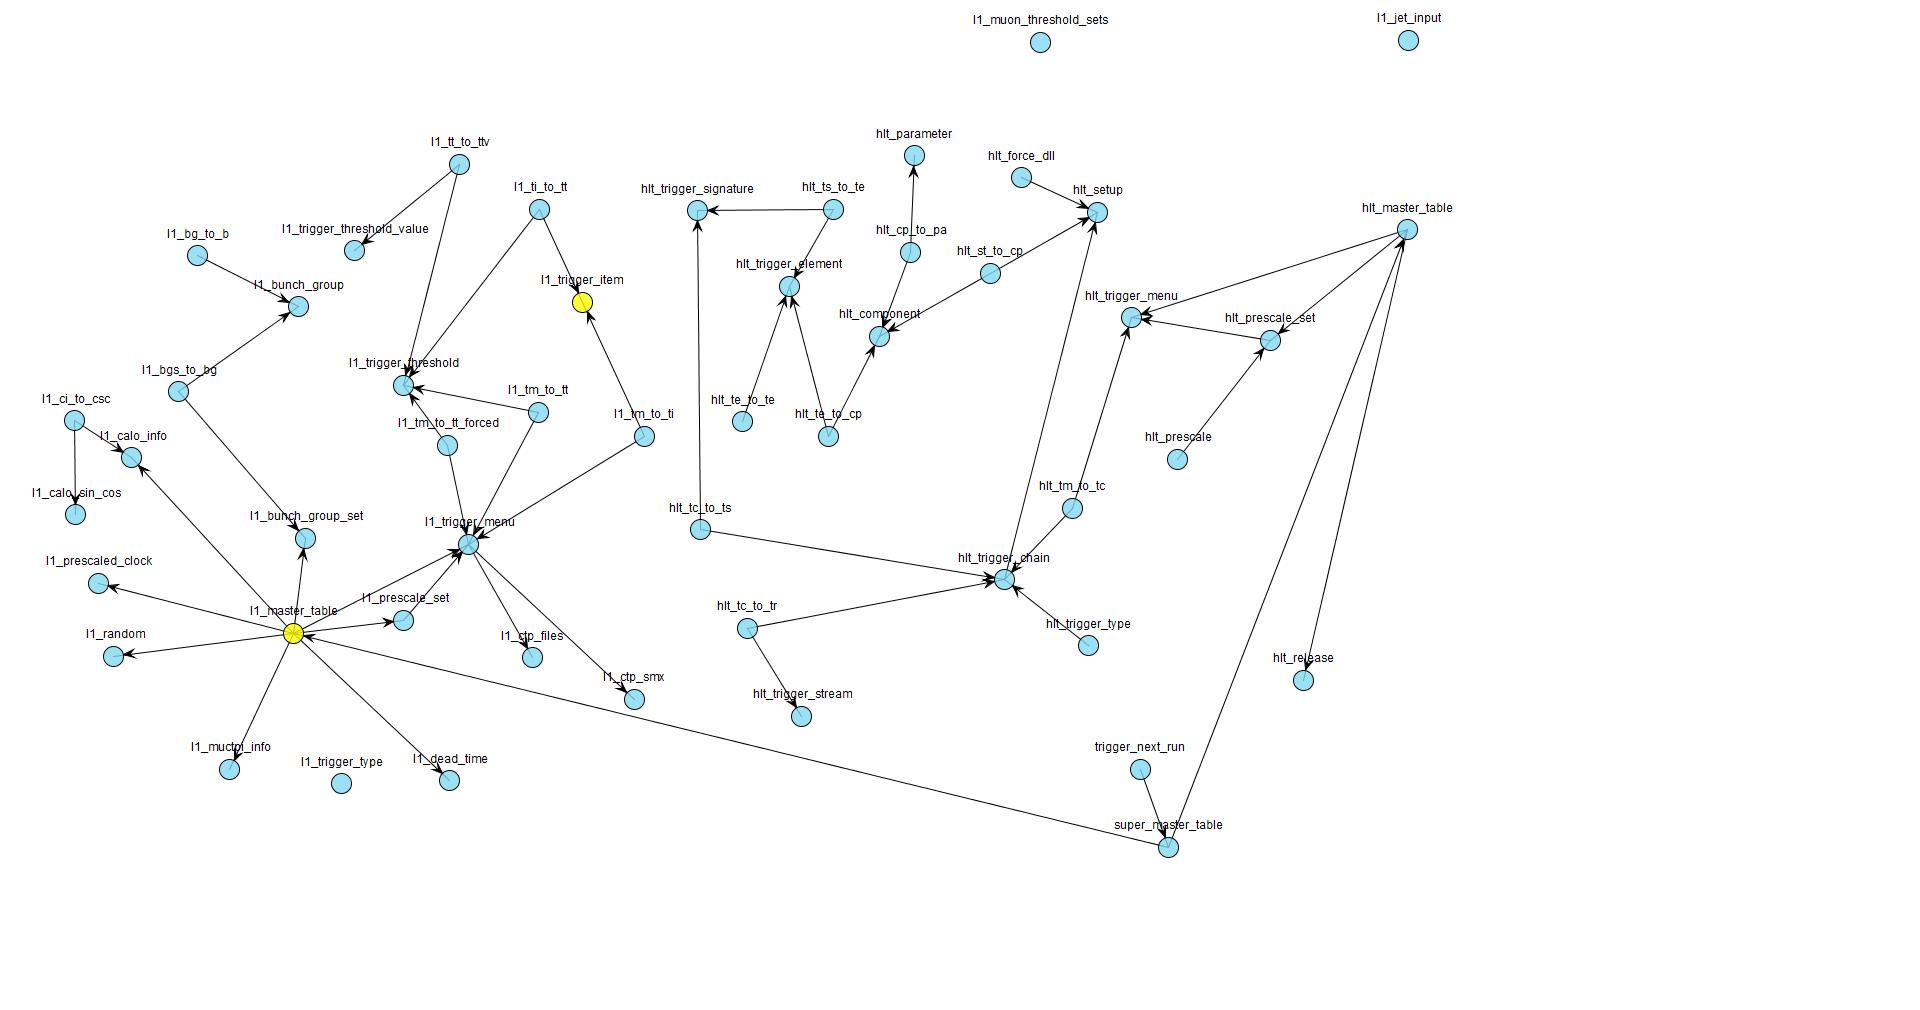 l1_muon_threshold_sets
l1_jet_input
l1_tt_to_ttv
hlt_parameter
hlt_force_dll
l1_ti_to_tt
hlt_trigger_signature
hlt_ts_to_te
hlt_setup
hlt_master_table
l1_bg_to_b
l1_trigger_threshold_value
hlt_cp_to_pa
hlt_st_to_cp
hlt_trigger_element
l1_bunch_group
l1_trigger_item
hlt_trigger_menu
hlt_component
hlt_prescale_set
l1_bgs_to_bg
l1_trigger_threshold
l1_ci_to_csc
l1_tm_to_tt
hlt_te_to_te
l1_tm_to_tt_forced
l1_tm_to_ti
hlt_te_to_cp
l1_calo_info
hlt_prescale
l1_calo_sin_cos
hlt_tm_to_tc
l1_bunch_group_set
l1_trigger_menu
hlt_tc_to_ts
l1_prescaled_clock
hlt_trigger_chain
l1_master_table
l1_prescale_set
hlt_tc_to_tr
l1_random
l1_ctp_files
hlt_trigger_type
l1_ctp_smx
hlt_release
hlt_trigger_stream
l1_muctpi_info
l1_trigger_type
l1_dead_time
trigger_next_run
super_master_table